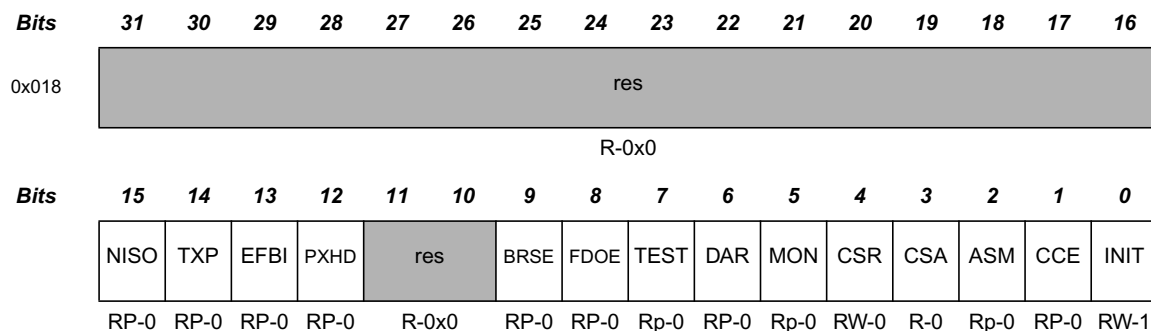 Bits 31 30 29 28 27 26 25 24 23 22 21 20 19 18 17 16
0x018 res
R-0x0
Bits 15 14 13 12 11 10 9 8 7 6 5 4 3 2 1 0
NISO TXP EFBI PXHD res BRSE FDOE TEST DAR MON CSR CSA ASM CCE INIT
RP-0 RP-0 RP-0 RP-0 R-0x0 RP-0 RP-0 Rp-0 RP-0 Rp-0 RW-0 R-0 Rp-0 RP-0 RW-1